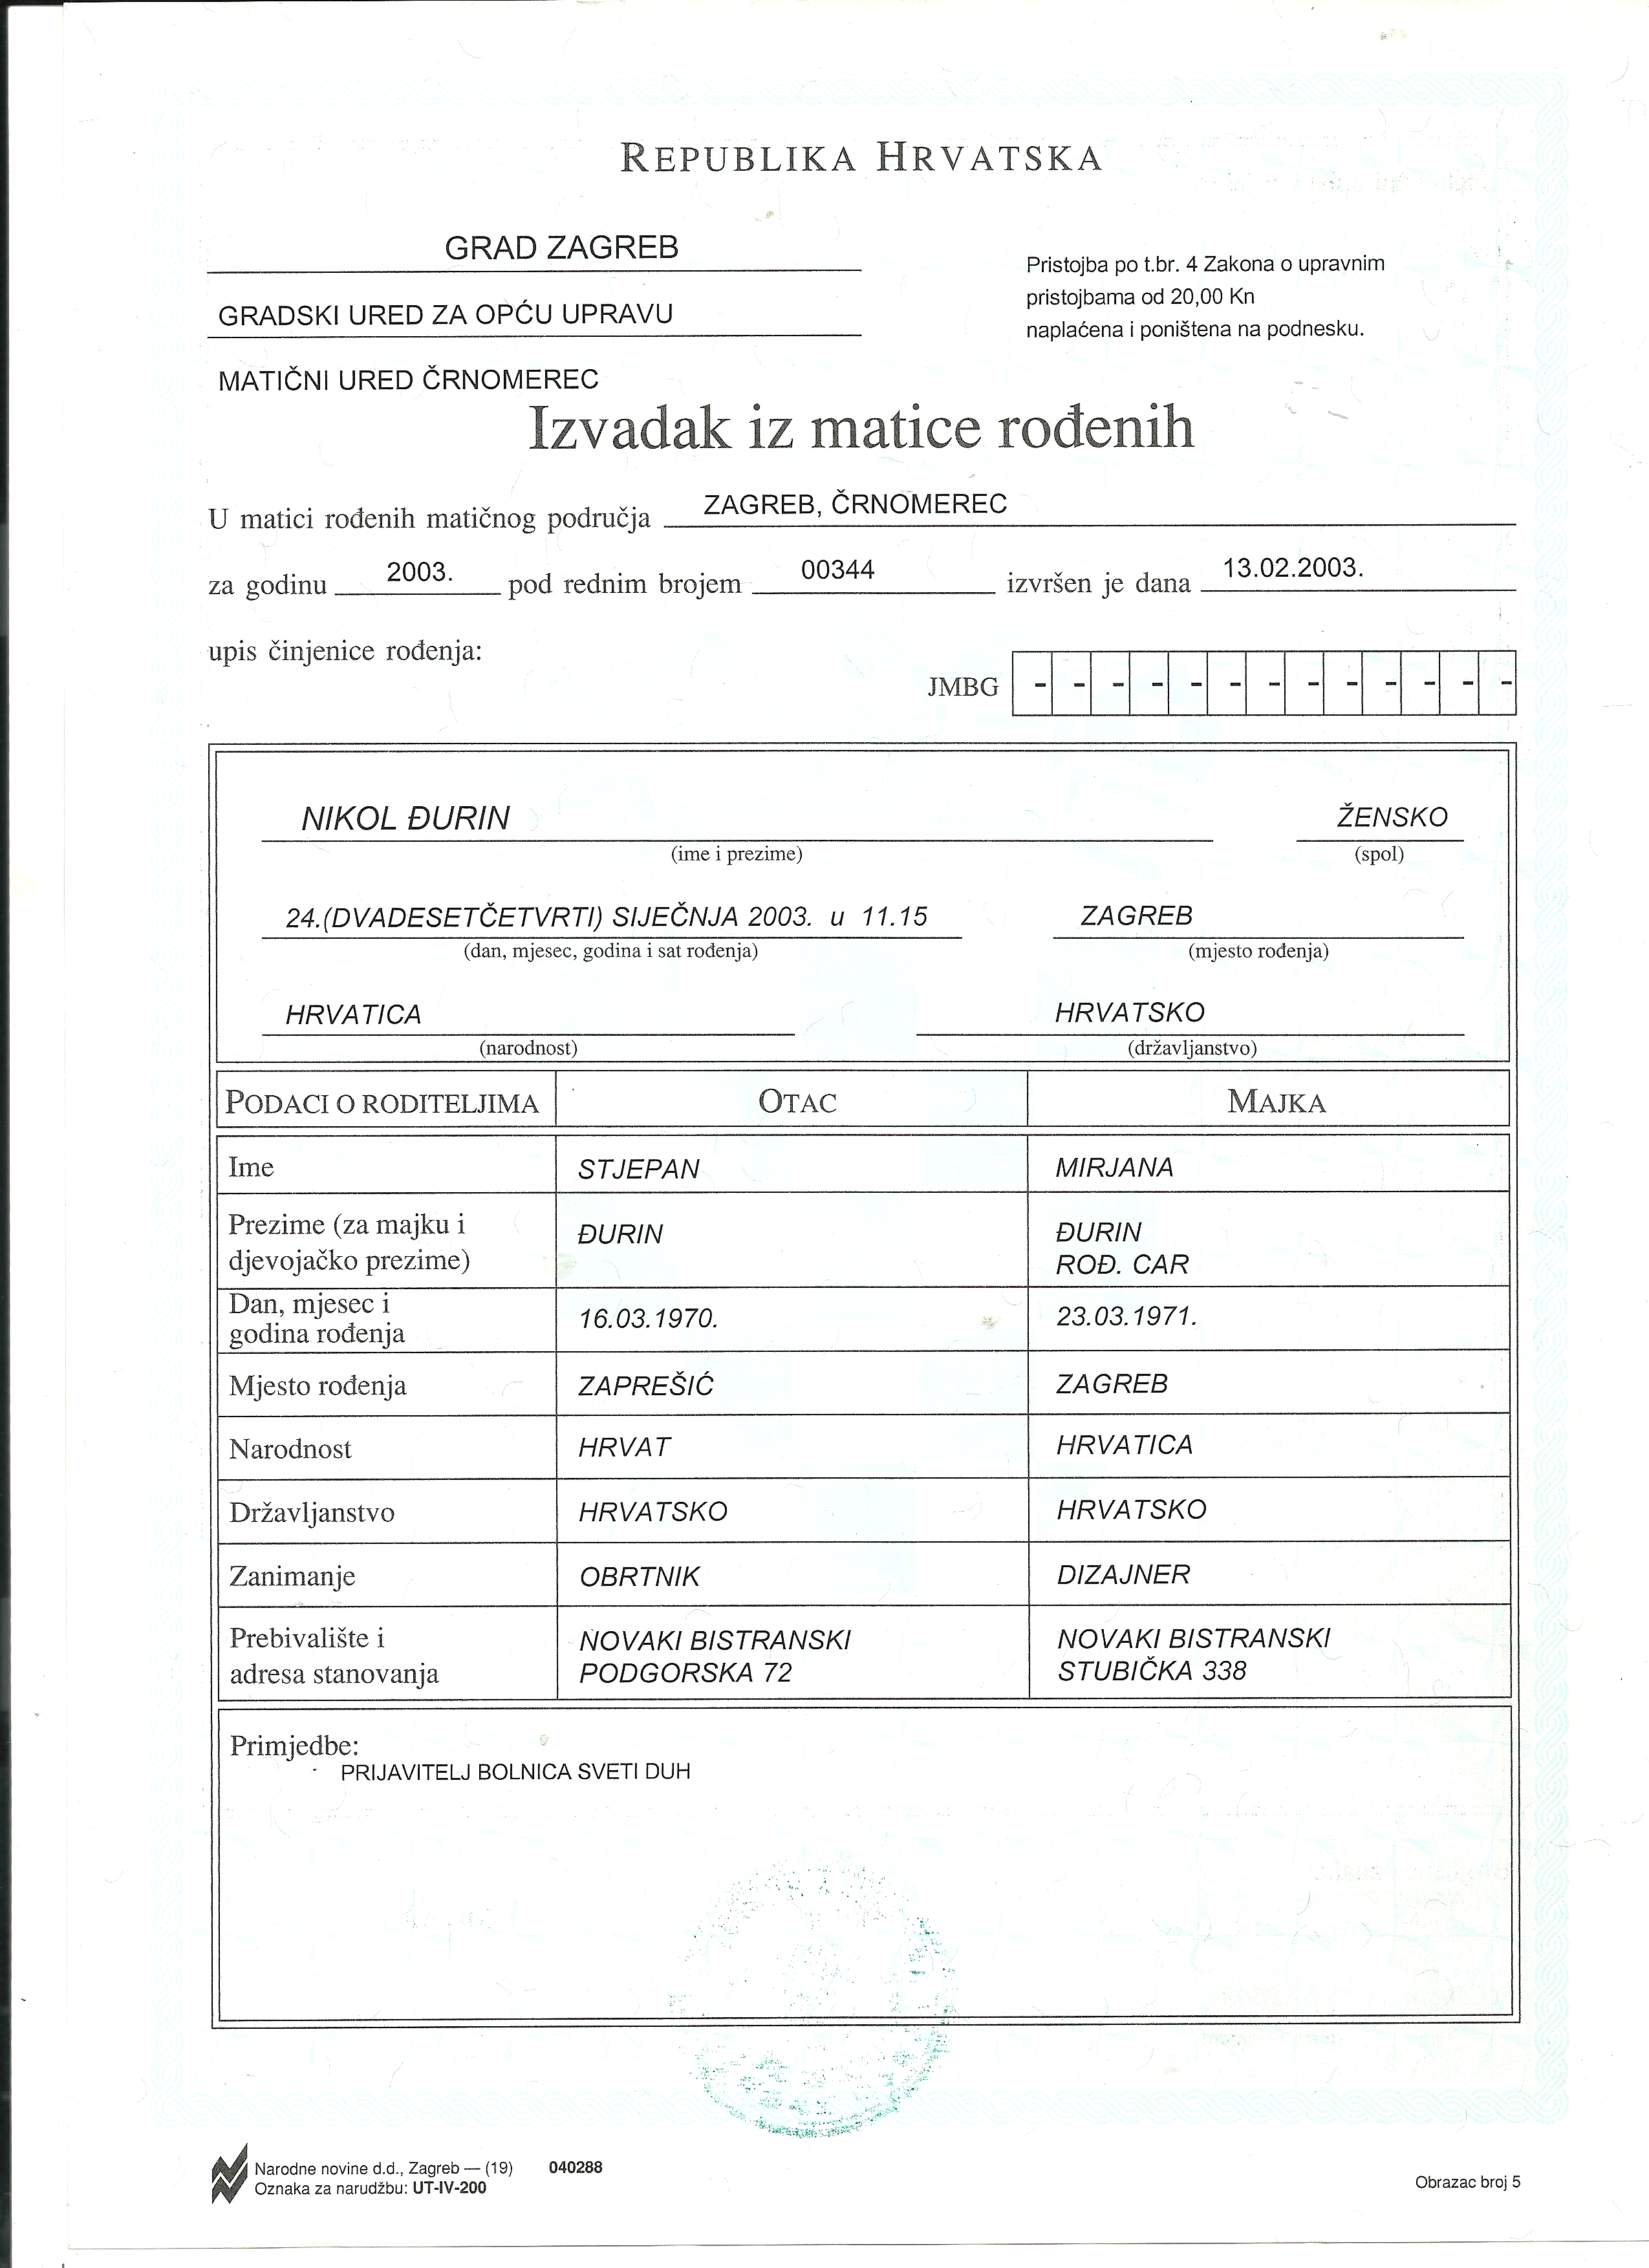 REPUBLIKA HRVATSKA
GRAD ZAGREB
Pristojba po t.br. 4 Zakona o upravnim
pristojbama od 20,00 Kn
naplaćena i poništena na podnesku.
GRADSKI URED ZA OPĆU UPRAVU
MATIČNI URED ČRNOMEREC
Izvadak iz matice rođenih
U matici rođenih matičnog područja ZAGREB, ČRNOMEREC
za godinu 2003. pod rednim brojem 00344 izvršen je dana 13.02.2003.
upis činjenice rođenja:
JMBG - - - - - - - - - - - - -
NIKOL ĐURIN ŽENSKO
(ime i prezime) (spol)
24.(DVADESETČETVRTI) SIJEČNJA 2003. u 11.15 ZAGREB
(dan, mjesec, godina i sat rođenja) (mjesto rođenja)
HRVATICA HRVATSKO
(narodnost) (državljanstvo)
PODACI O RODITELJIMA OTAC MAJKA
Ime STJEPAN MIRJANA
Prezime (za majku i
djevojačko prezime) ĐURIN ĐURIN
ROĐ. CAR
Dan, mjesec i
godina rođenja 16.03.1970. 23.03.1971.
Mjesto rođenja ZAPREŠIĆ ZAGREB
Narodnost HRVAT HRVATICA
Državljanstvo HRVATSKO HRVATSKO
Zanimanje OBRTNIK DIZAJNER
Prebivalište i NOVAKI BISTRANSKI NOVAKI BISTRANSKI
adresa stanovanja PODGORSKA 72 STUBIČKA 338
Primjedbe:
- PRIJAVITELJ BOLNICA SVETI DUH
Narodne novine d.d., Zagreb — (19) 040288
Oznaka za narudžbu: UT-IV-200
Obrazac broj 5